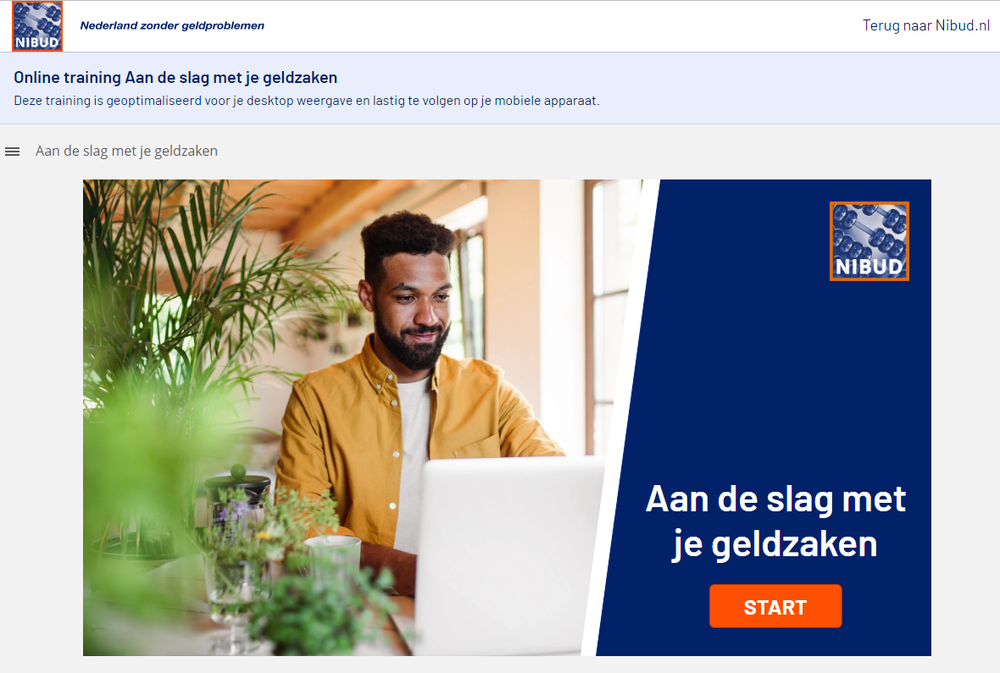 NIBUD
Nederland zonder geldproblemen
Terug naar Nibud.nl
Online training Aan de slag met je geldzaken
Deze training is geoptimaliseerd voor je desktop weergave en lastig te volgen op je mobiele apparaat.
Aan de slag met je geldzaken
NIBUD
Aan de slag met
je geldzaken
START